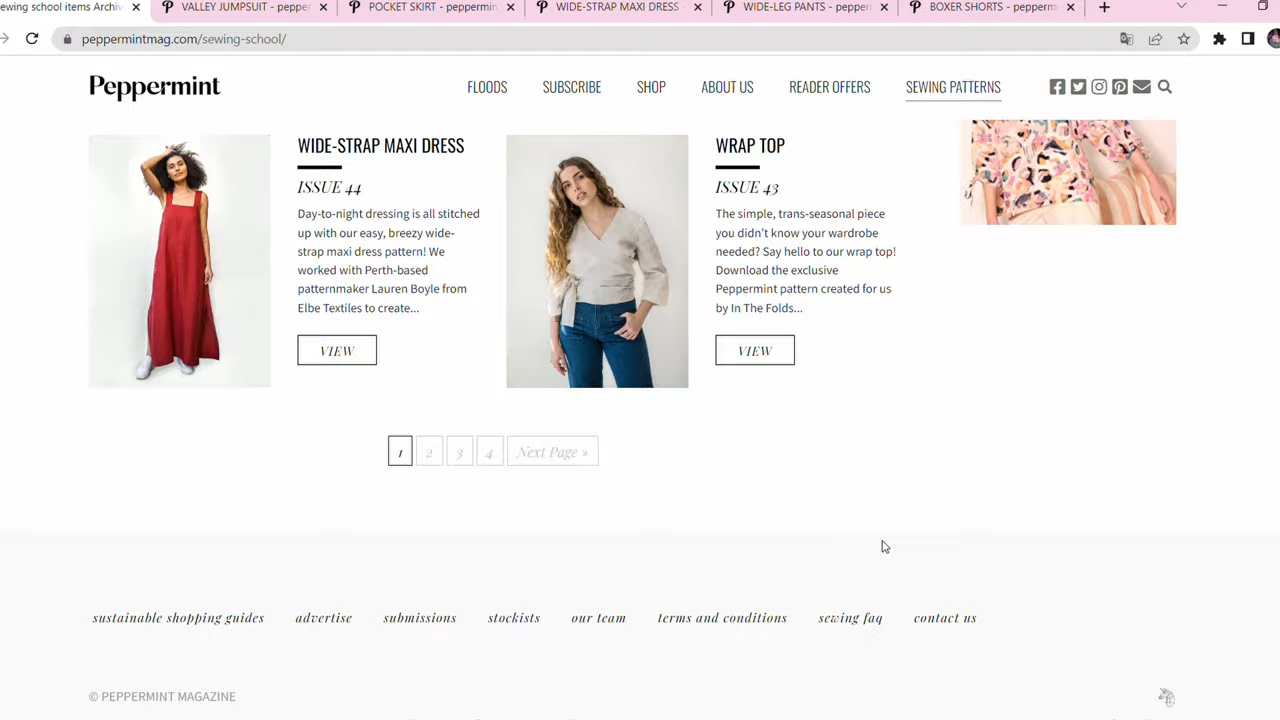 ewing school items Archiv
VALLEY JUMPSUIT - pepper
POCKET SKIRT - peppermin
WIDE-STRAP MAXI DRESS -
WIDE-LEG PANTS - pepper
BOXER SHORTS - pepperm
peppermintmag.com/sewing-school/
Peppermint
FLOODS
SUBSCRIBE
SHOP
ABOUT US
READER OFFERS
SEWING PATTERNS
WIDE-STRAP MAXI DRESS
ISSUE 44
Day-to-night dressing is all stitched
up with our easy, breezy wide-
strap maxi dress pattern! We
worked with Perth-based
patternmaker Lauren Boyle from
Elbe Textiles to create...
VIEW
WRAP TOP
ISSUE 43
The simple, trans-seasonal piece
you didn't know your wardrobe
needed? Say hello to our wrap top!
Download the exclusive
Peppermint pattern created for us
by In The Folds...
VIEW
1 2 3 4 Next Page »
sustainable shopping guides
advertise
submissions
stockists
our team
terms and conditions
sewing faq
contact us
© PEPPERMINT MAGAZINE